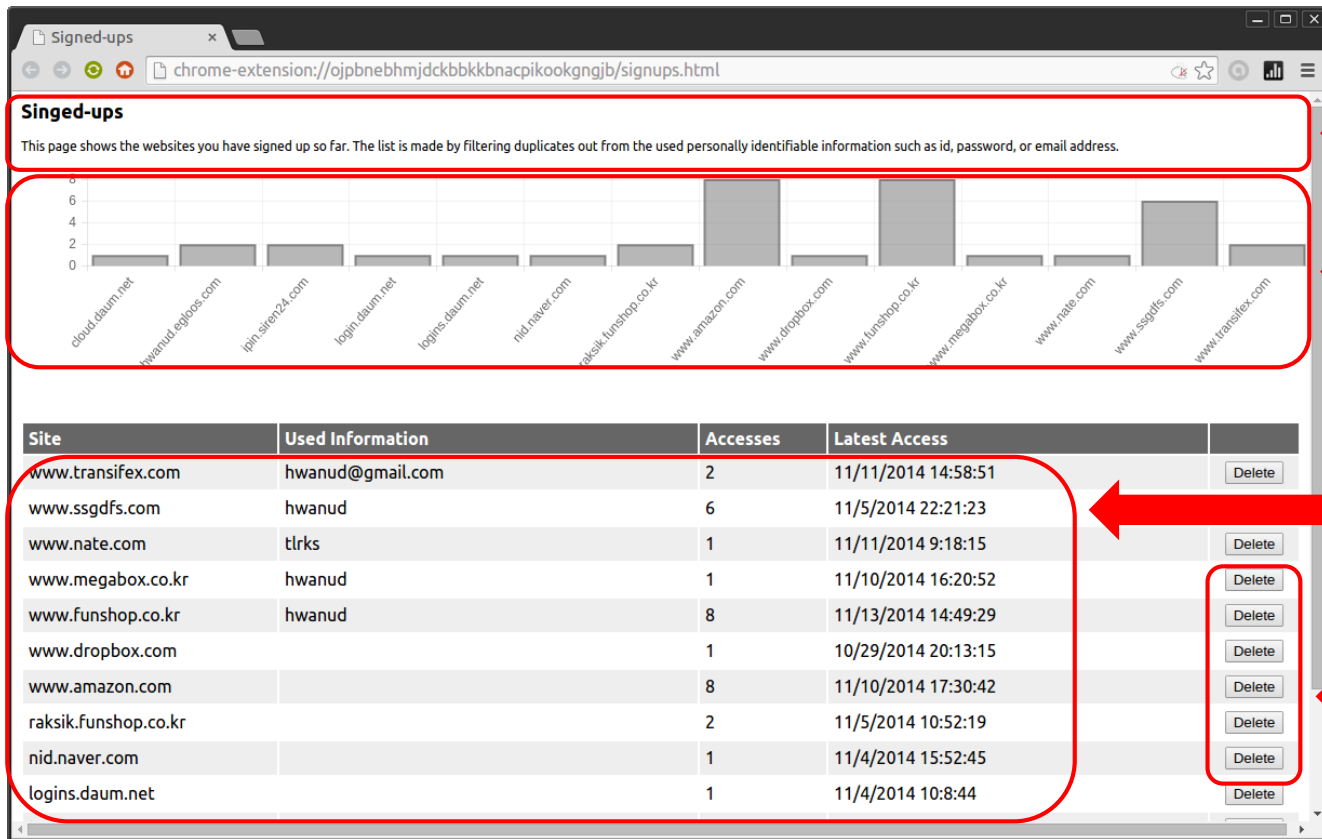 Signed-ups
chrome-extension://ojpbnebhmjdckbbkkbnacpikookgngjb/signups.html
Singed-ups
This page shows the websites you have signed up so far. The list is made by filtering duplicates out from the used personally identifiable information such as id, password, or email address.
8
6
4
2
0
cloud.daum.net
hwanud.egloos.com
ipin.siren24.com
login.daum.net
logins.daum.net
nid.naver.com
raksik.funshop.co.kr
www.amazon.com
www.dropbox.com
www.funshop.co.kr
www.megabox.co.kr
www.nate.com
www.ssgdfs.com
www.transifex.com
Site Used Information Accesses Latest Access
www.transifex.com hwanud@gmail.com 2 11/11/2014 14:58:51 Delete
www.ssgdfs.com hwanud 6 11/5/2014 22:21:23
www.nate.com tlrks 1 11/11/2014 9:18:15 Delete
www.megabox.co.kr hwanud 1 11/10/2014 16:20:52 Delete
www.funshop.co.kr hwanud 8 11/13/2014 14:49:29 Delete
www.dropbox.com 1 10/29/2014 20:13:15 Delete
www.amazon.com 8 11/10/2014 17:30:42 Delete
raksik.funshop.co.kr 2 11/5/2014 10:52:19 Delete
nid.naver.com 1 11/4/2014 15:52:45 Delete
logins.daum.net 1 11/4/2014 10:8:44 Delete